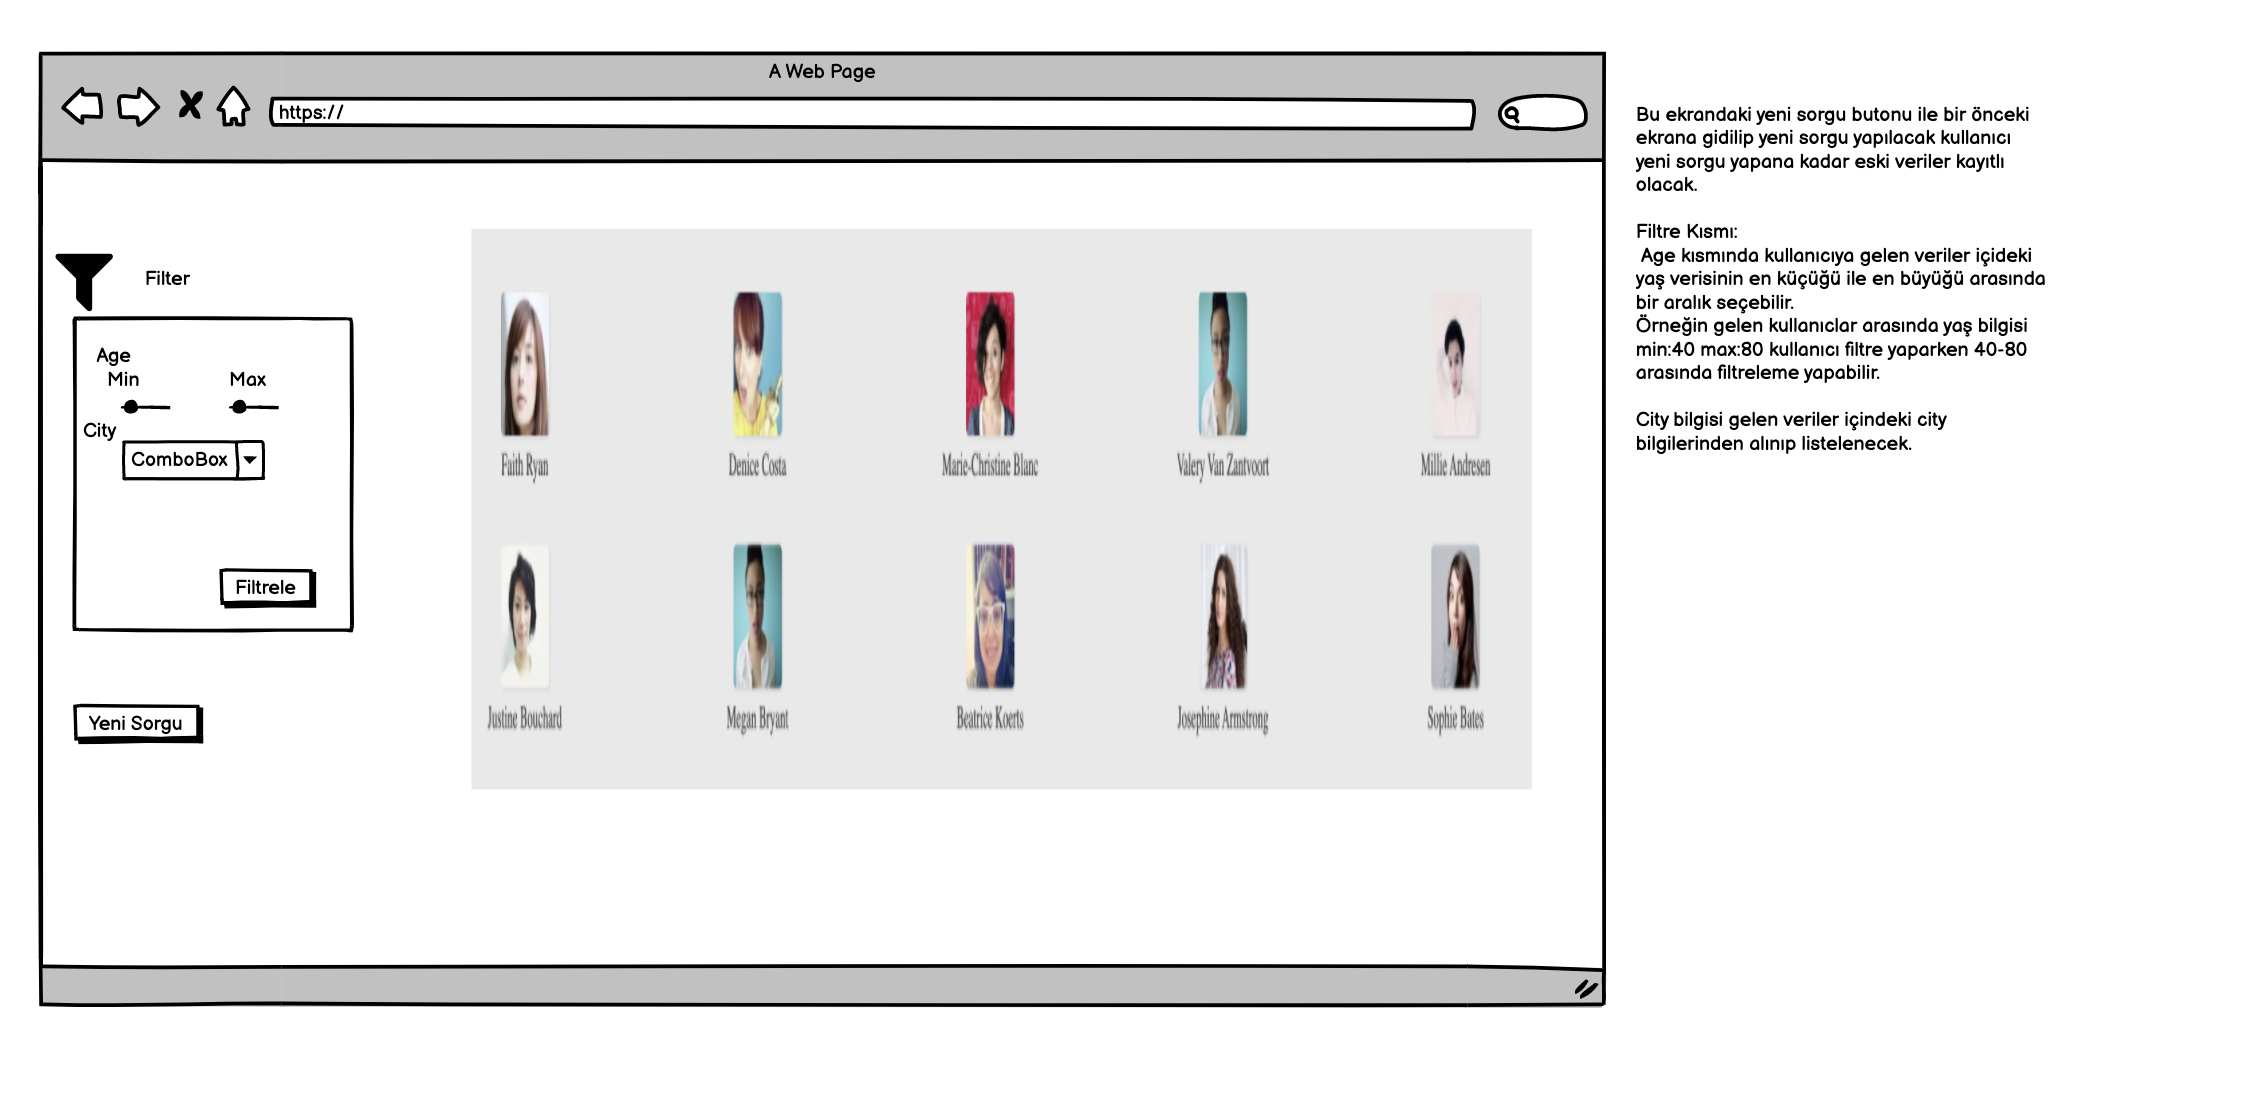 A Web Page
https://
Filter
Age
Min Max
City
ComboBox
Filtrele
Yeni Sorgu
Faith Ryan Denice Costa Marie-Christine Blanc Valery Van Zantvoort Millie Andresen
Justine Bouchard Megan Bryant Beatrice Koerts Josephine Armstrong Sophie Bates
Bu ekrandaki yeni sorgu butonu ile bir önceki
ekrana gidilip yeni sorgu yapılacak kullanıcı
yeni sorgu yapana kadar eski veriler kayıtlı
olacak.
Filtre Kısmı:
Age kısmında kullanıcıya gelen veriler içideki
yaş verisinin en küçüğü ile en büyüğü arasında
bir aralık seçebilir.
Örneğin gelen kullanıclar arasında yaş bilgisi
min:40 max:80 kullanıcı filtre yaparken 40-80
arasında filtreleme yapabilir.
City bilgisi gelen veriler içindeki city
bilgilerinden alınıp listelenecek.